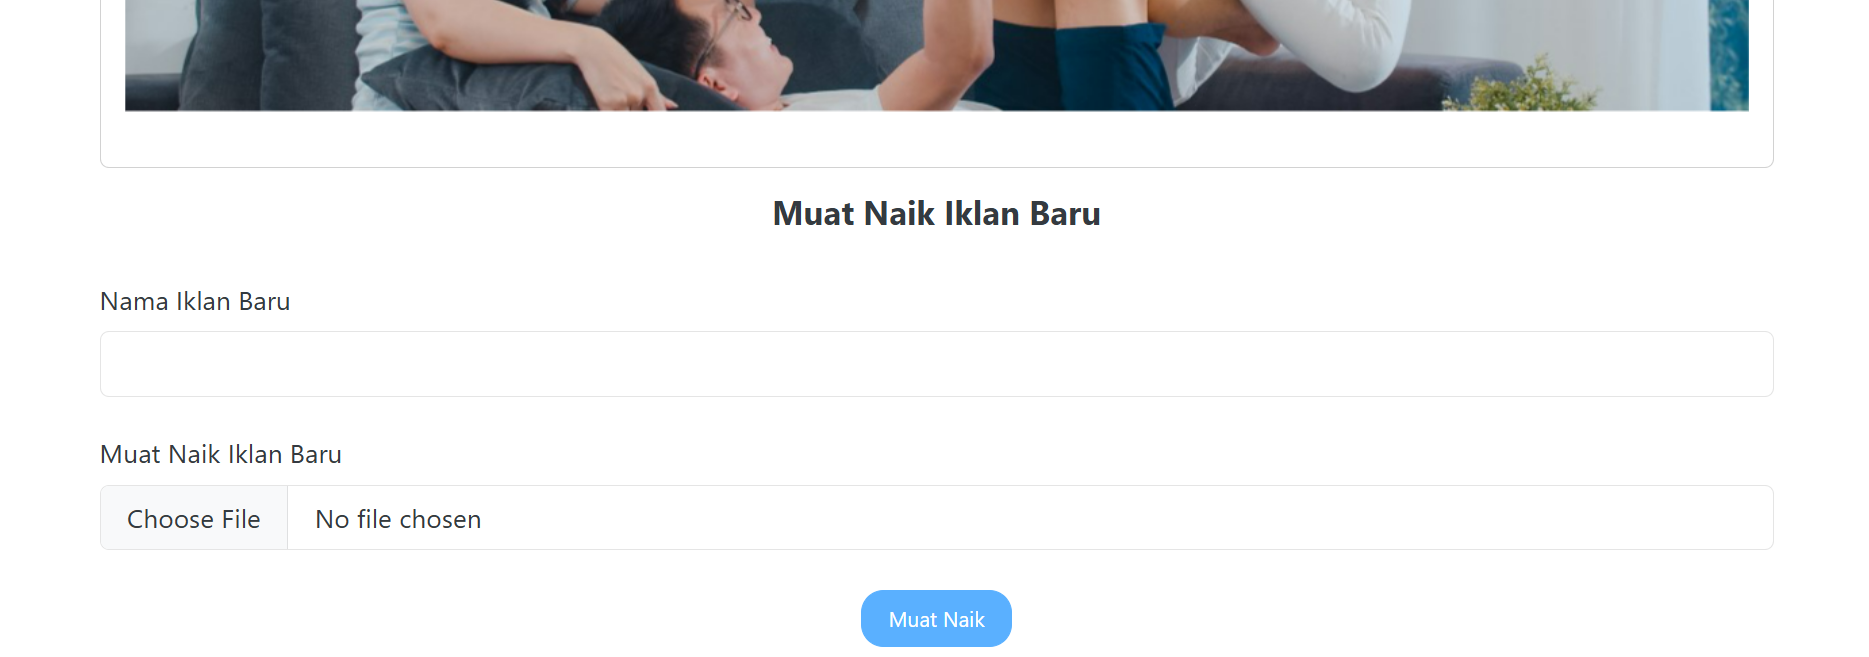 Muat Naik Iklan Baru
Nama Iklan Baru
Muat Naik Iklan Baru
Choose File No file chosen
Muat Naik